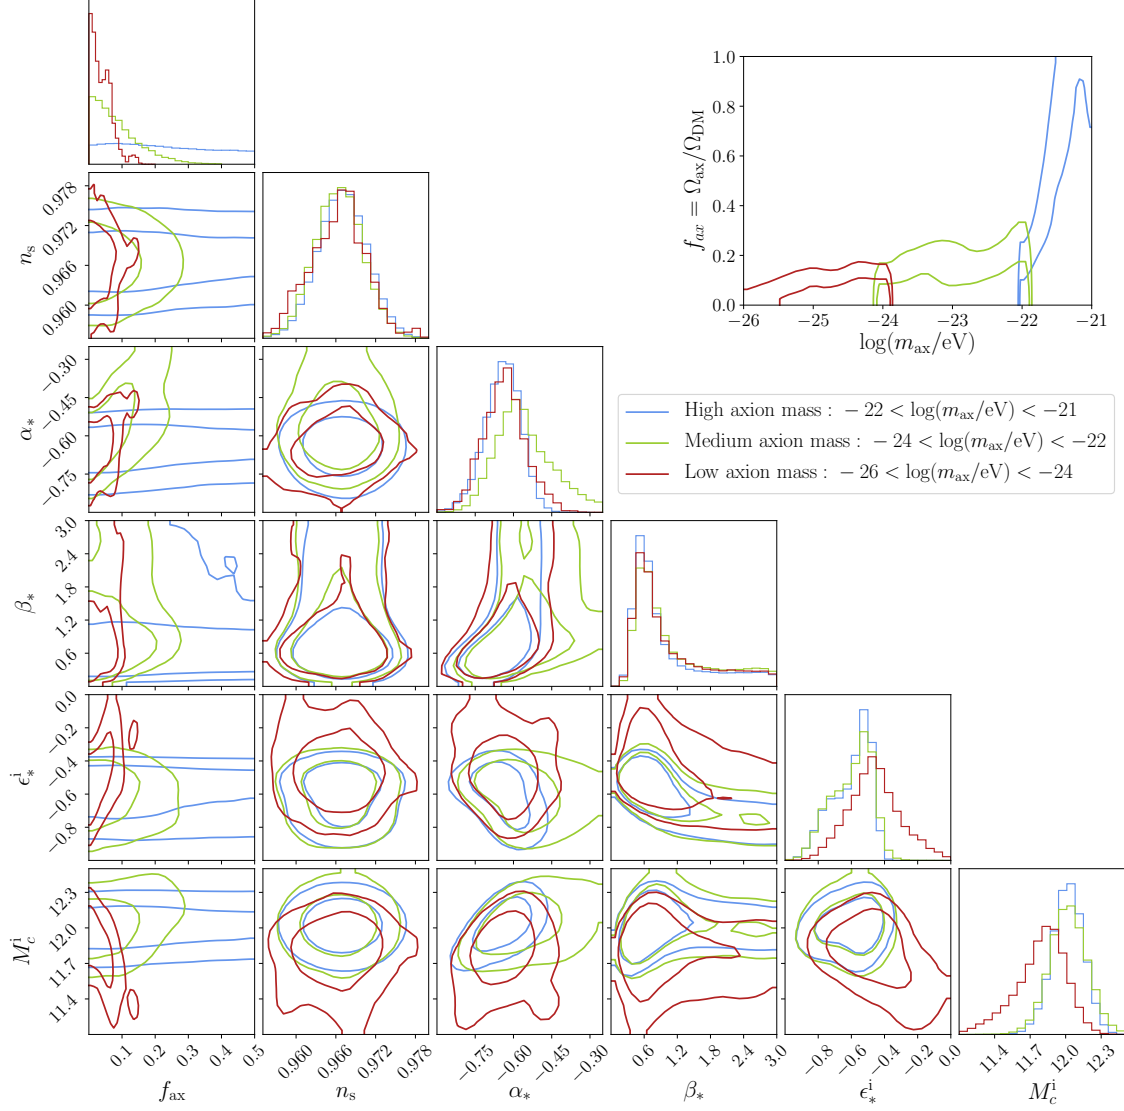 1.0
0.8
0.6
0.4
0.2
0.0
f_ax = Ω_ax/Ω_DM
−26 −25 −24 −23 −22 −21
log(m_ax/eV)
High axion mass : − 22 < log(m_ax/eV) < −21
Medium axion mass : − 24 < log(m_ax/eV) < −22
Low axion mass : − 26 < log(m_ax/eV) < −24
0.978
0.972
0.966
0.960
n_s
−0.30
−0.45
−0.60
−0.75
α_*
3.0
2.4
1.8
1.2
0.6
β_*
0.0
−0.2
−0.4
−0.6
−0.8
ϵ_*^i
12.3
12.0
11.7
11.4
M_c^i
0.1 0.2 0.3 0.4 0.5
0.960 0.966 0.972 0.978
−0.75 −0.60 −0.45 −0.30
0.6 1.2 1.8 2.4 3.0
−0.8 −0.6 −0.4 −0.2 0.0
11.4 11.7 12.0 12.3
f_ax n_s α_* β_* ϵ_*^i M_c^i